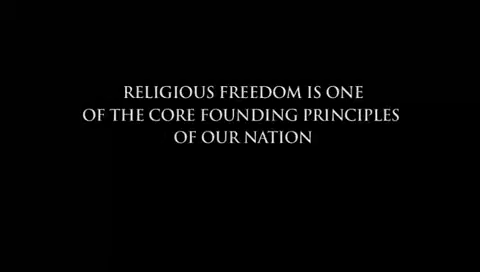 RELIGIOUS FREEDOM IS ONE
OF THE CORE FOUNDING PRINCIPLES
OF OUR NATION